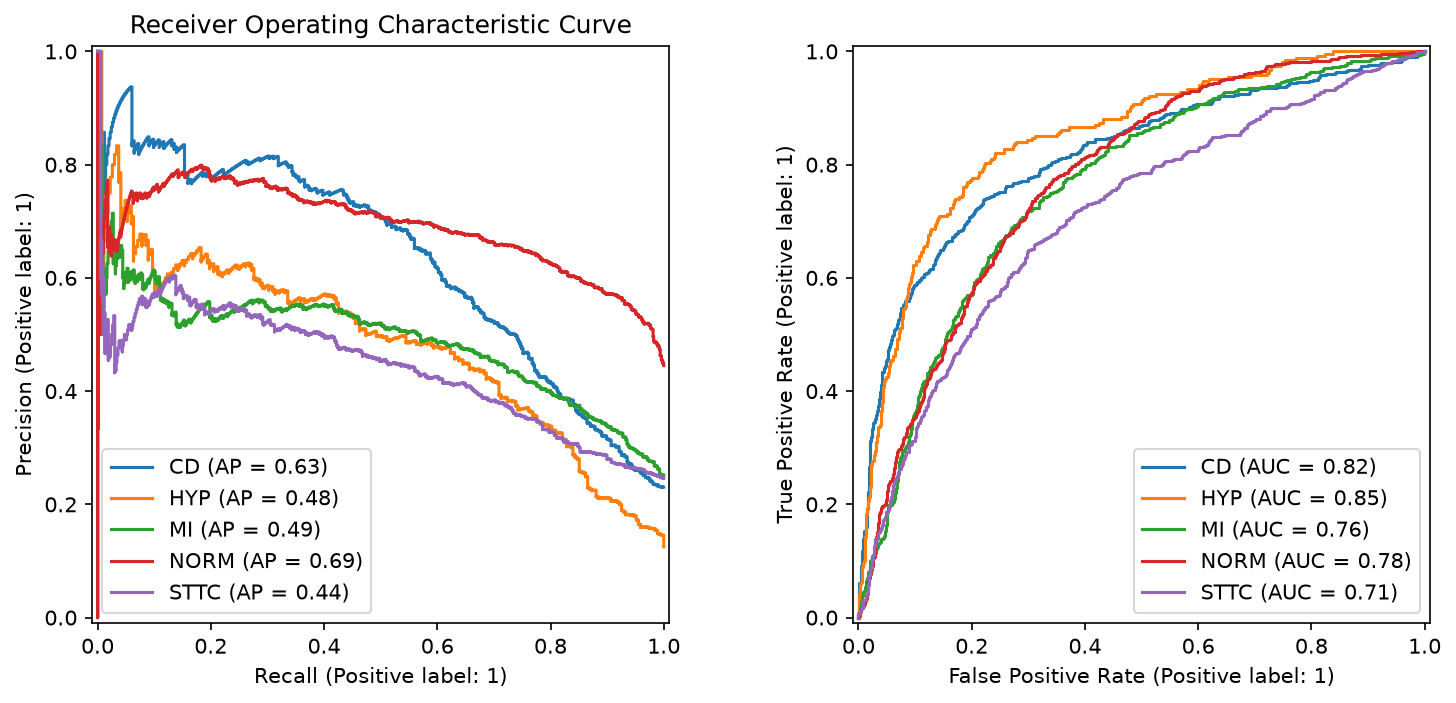 Receiver Operating Characteristic Curve
Precision (Positive label: 1)
1.0
0.8
0.6
0.4
0.2
0.0
CD (AP = 0.63)
HYP (AP = 0.48)
MI (AP = 0.49)
NORM (AP = 0.69)
STTC (AP = 0.44)
0.0 0.2 0.4 0.6 0.8 1.0
Recall (Positive label: 1)
True Positive Rate (Positive label: 1)
1.0
0.8
0.6
0.4
0.2
0.0
CD (AUC = 0.82)
HYP (AUC = 0.85)
MI (AUC = 0.76)
NORM (AUC = 0.78)
STTC (AUC = 0.71)
0.0 0.2 0.4 0.6 0.8 1.0
False Positive Rate (Positive label: 1)